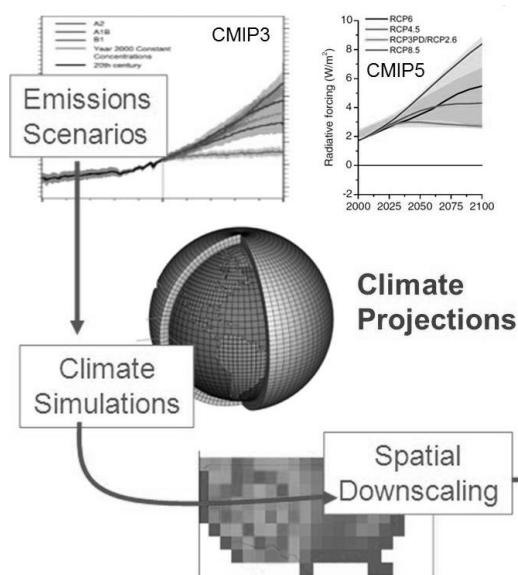 A2
A1B
B1
Year 2000 Constant
Concentrations
20th century
CMIP3
Emissions
Scenarios
RCP6
RCP4.5
RCP3PD/RCP2.6
RCP8.5
CMIP5
Radiative forcing (W/m²)
8
6
4
2
0
-2
2000 2025 2050 2075 2100
Climate
Projections
Climate
Simulations
Spatial
Downscaling